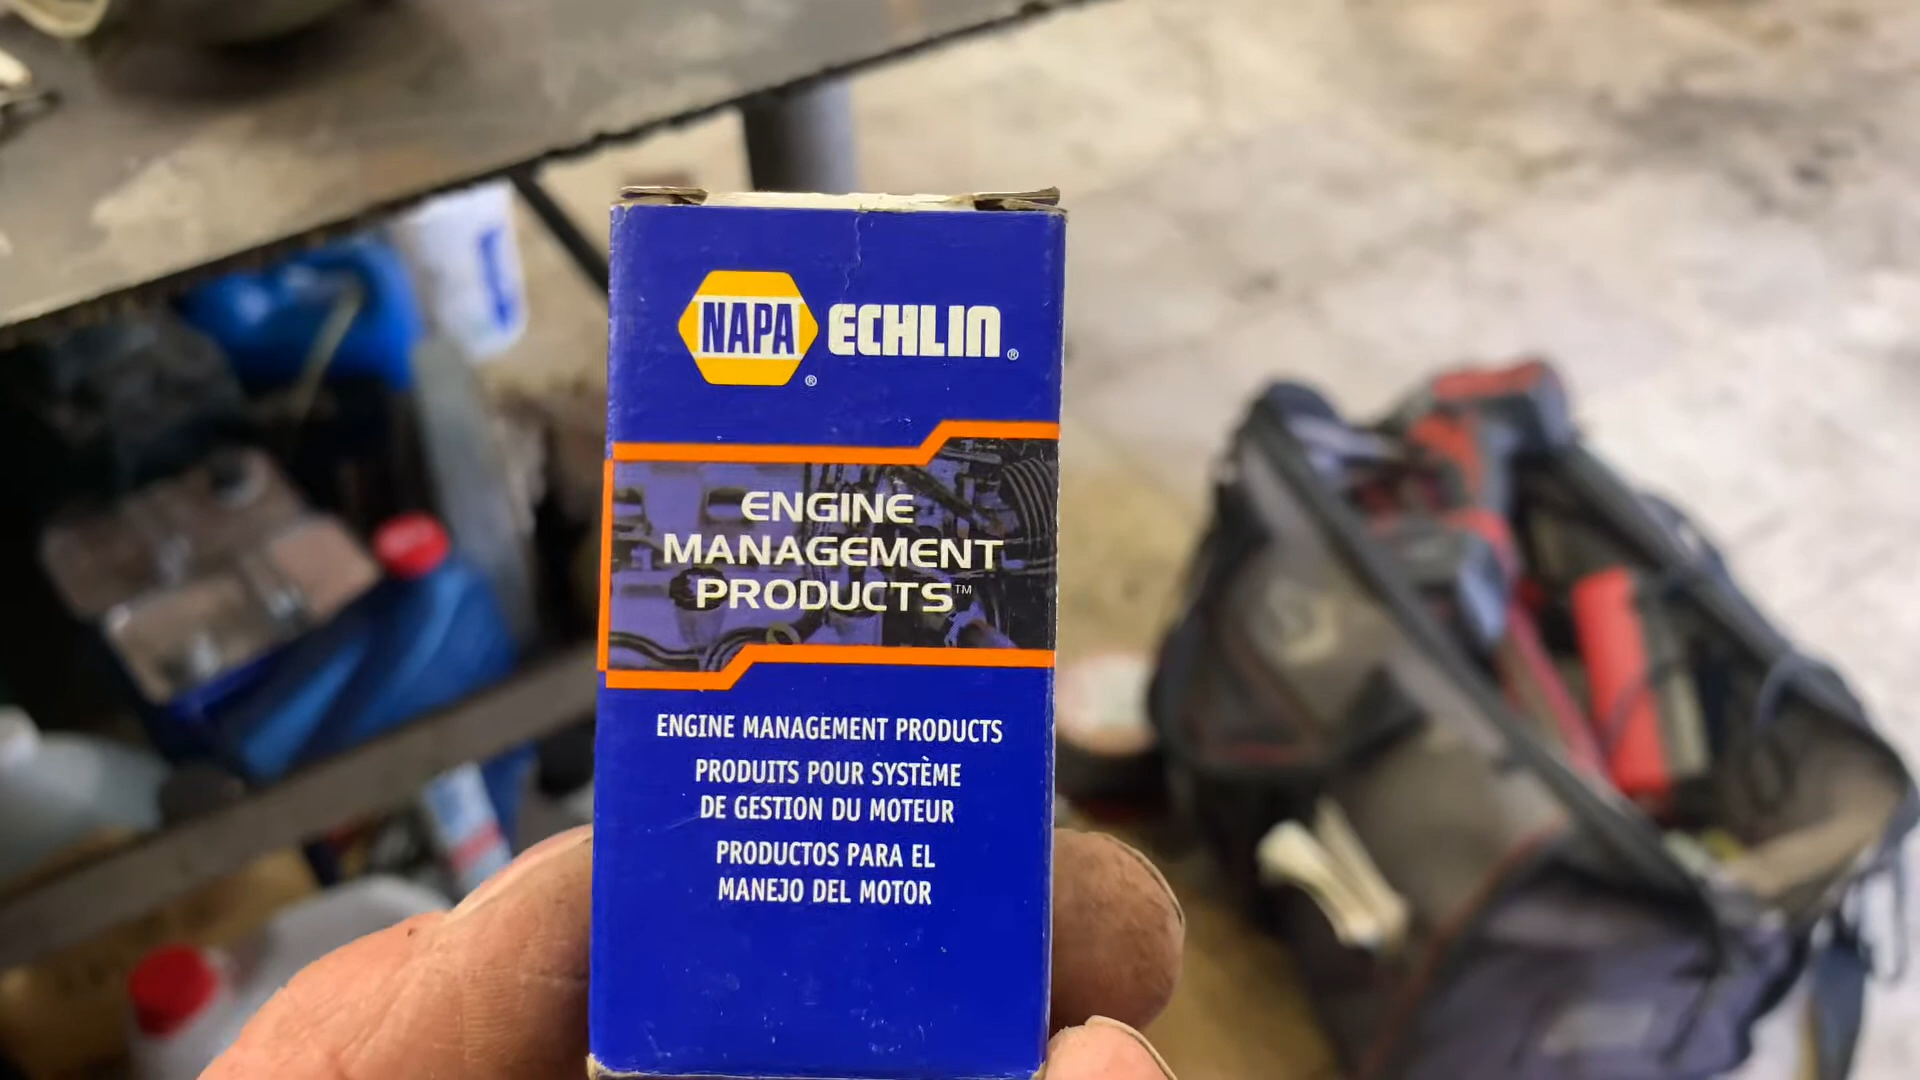 NAPA ECHLIN
ENGINE
MANAGEMENT
PRODUCTS™
ENGINE MANAGEMENT PRODUCTS
PRODUITS POUR SYSTÈME
DE GESTION DU MOTEUR
PRODUCTOS PARA EL
MANEJO DEL MOTOR